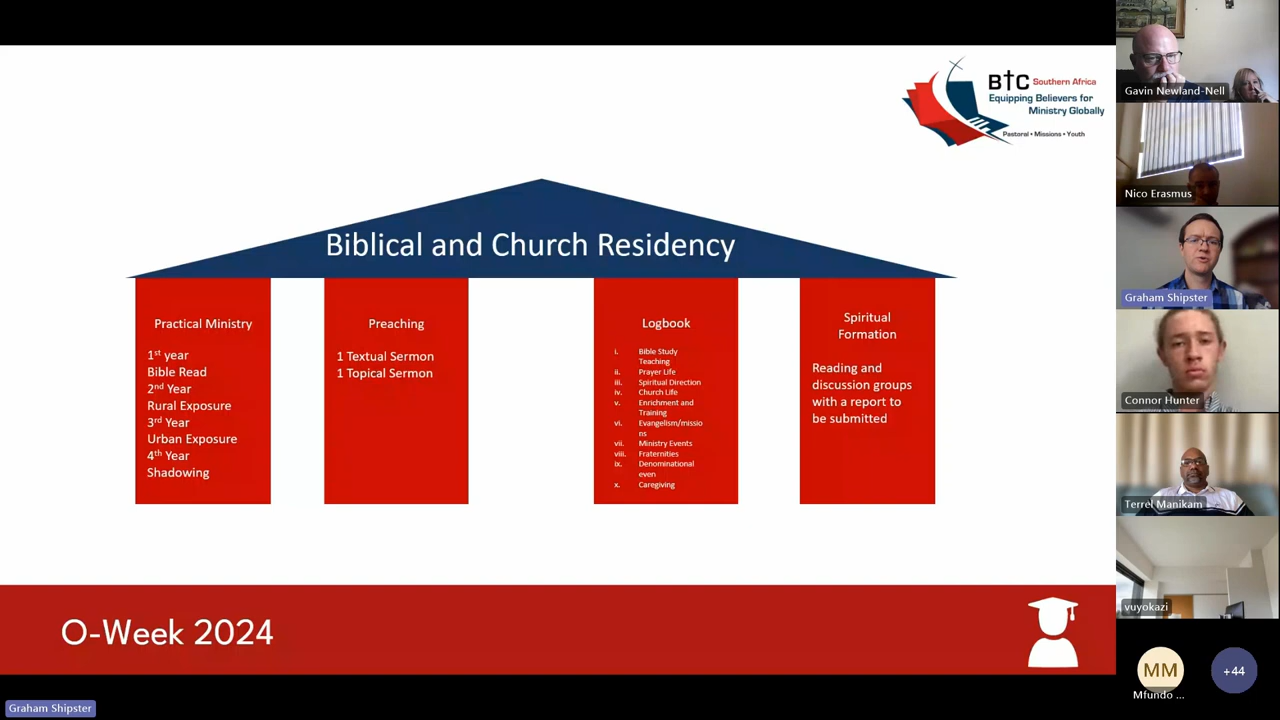 B†C Southern Africa
Equipping Believers for
Ministry Globally
Pastoral • Missions • Youth
Biblical and Church Residency
Practical Ministry
1st year
Bible Read
2nd Year
Rural Exposure
3rd Year
Urban Exposure
4th Year
Shadowing
Preaching
1 Textual Sermon
1 Topical Sermon
Logbook
i. Bible Study
Teaching
ii. Prayer Life
iii. Spiritual Direction
iv. Church Life
v. Enrichment and
Training
vi. Evangelism/missio
ns
vii. Ministry Events
viii. Fraternities
ix. Denominational
even
x. Caregiving
Spiritual
Formation
Reading and
discussion groups
with a report to
be submitted
O-Week 2024
Graham Shipster
Gavin Newland-Nell
Nico Erasmus
Graham Shipster
Connor Hunter
Terrel Manikam
vuyokazi
MM
Mfundo ...
+44